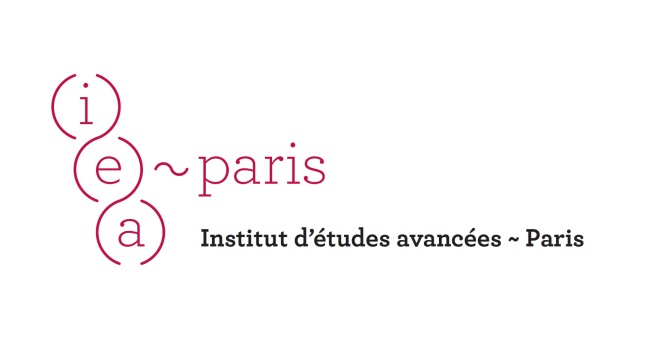 i
e ~ paris
a
Institut d’études avancées ~ Paris